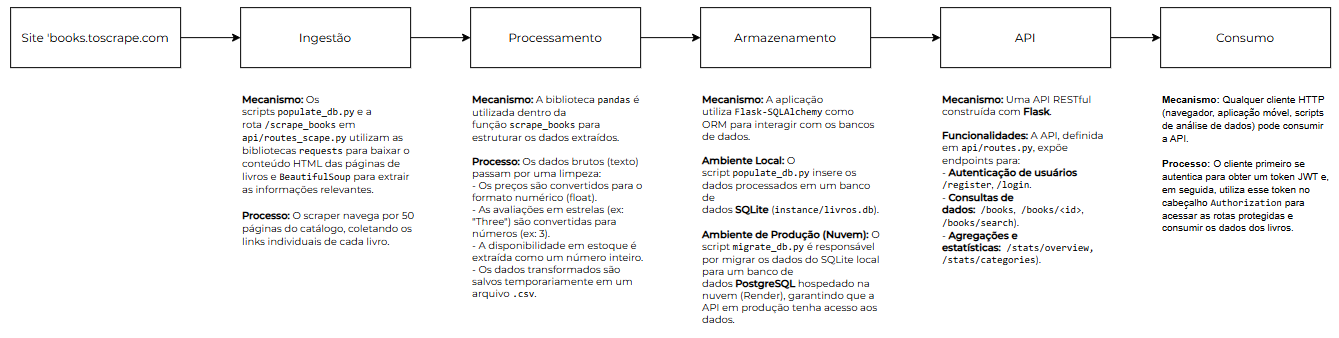 Site 'books.toscrape.com
Ingestão
Processamento
Armazenamento
API
Consumo
Mecanismo: Os
scripts populate_db.py e a
rota /scrape_books em
api/routes_scape.py utilizam as
bibliotecas requests para baixar o
conteúdo HTML das páginas de
livros e BeautifulSoup para extrair
as informações relevantes.
Processo: O scraper navega por 50
páginas do catálogo, coletando os
links individuais de cada livro.
Mecanismo: A biblioteca pandas é
utilizada dentro da
função scrape_books para
estruturar os dados extraídos.
Processo: Os dados brutos (texto)
passam por uma limpeza:
- Os preços são convertidos para o
formato numérico (float).
- As avaliações em estrelas (ex:
"Three") são convertidas para
números (ex: 3).
- A disponibilidade em estoque é
extraída como um número inteiro.
- Os dados transformados são
salvos temporariamente em um
arquivo .csv.
Mecanismo: A aplicação
utiliza Flask-SQLAlchemy como
ORM para interagir com os bancos
de dados.
Ambiente Local: O
script populate_db.py insere os
dados processados em um banco
de
dados SQLite (instance/livros.db).
Ambiente de Produção (Nuvem): O
script migrate_db.py é responsável
por migrar os dados do SQLite local
para um banco de
dados PostgreSQL hospedado na
nuvem (Render), garantindo que a
API em produção tenha acesso aos
dados.
Mecanismo: Uma API RESTful
construída com Flask.
Funcionalidades: A API, definida
em api/routes.py, expõe
endpoints para:
- Autenticação de usuários
/register, /login.
- Consultas de
dados: /books, /books/<id>,
/books/search).
- Agregações e
estatísticas: /stats/overview,
/stats/categories).
Mecanismo: Qualquer cliente HTTP
(navegador, aplicação móvel, scripts
de análise de dados) pode consumir
a API.
Processo: O cliente primeiro se
autentica para obter um token JWT e,
em seguida, utiliza esse token no
cabeçalho Authorization para
acessar as rotas protegidas e
consumir os dados dos livros.